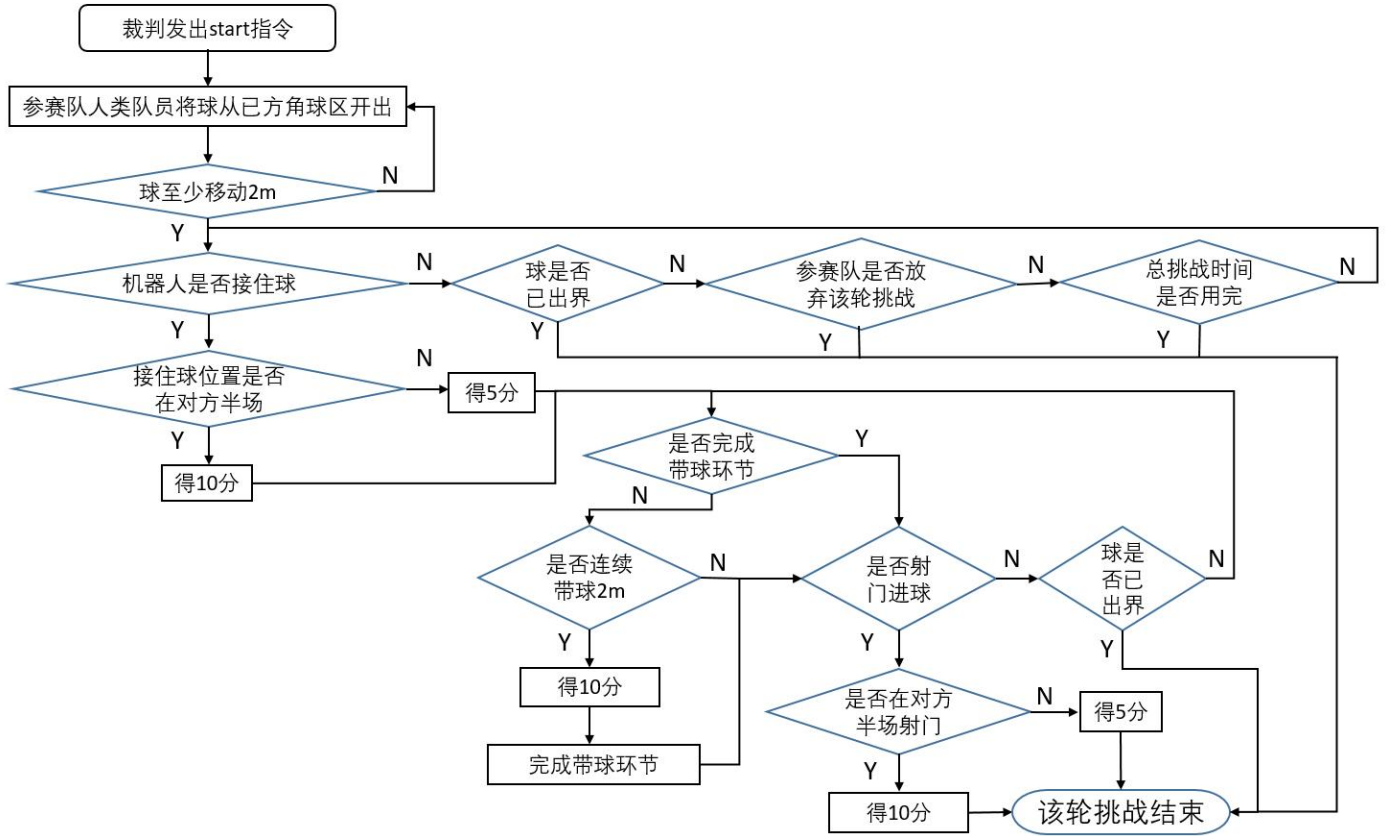 裁判发出start指令
参赛队人类队员将球从已方角球区开出
N
球至少移动2m
Y
机器人是否接住球
N
球是否
已出界
N
参赛队是否放
弃该轮挑战
N
总挑战时间
是否用完
N
Y
Y
Y
Y
接住球位置是否
在对方半场
N
得5分
Y
得10分
是否完成
带球环节
Y
N
是否连续
带球2m
N
是否射
门进球
N
球是
否已
出界
N
Y
Y
Y
得10分
是否在对方
半场射门
N
得5分
完成带球环节
Y
得10分
该轮挑战结束